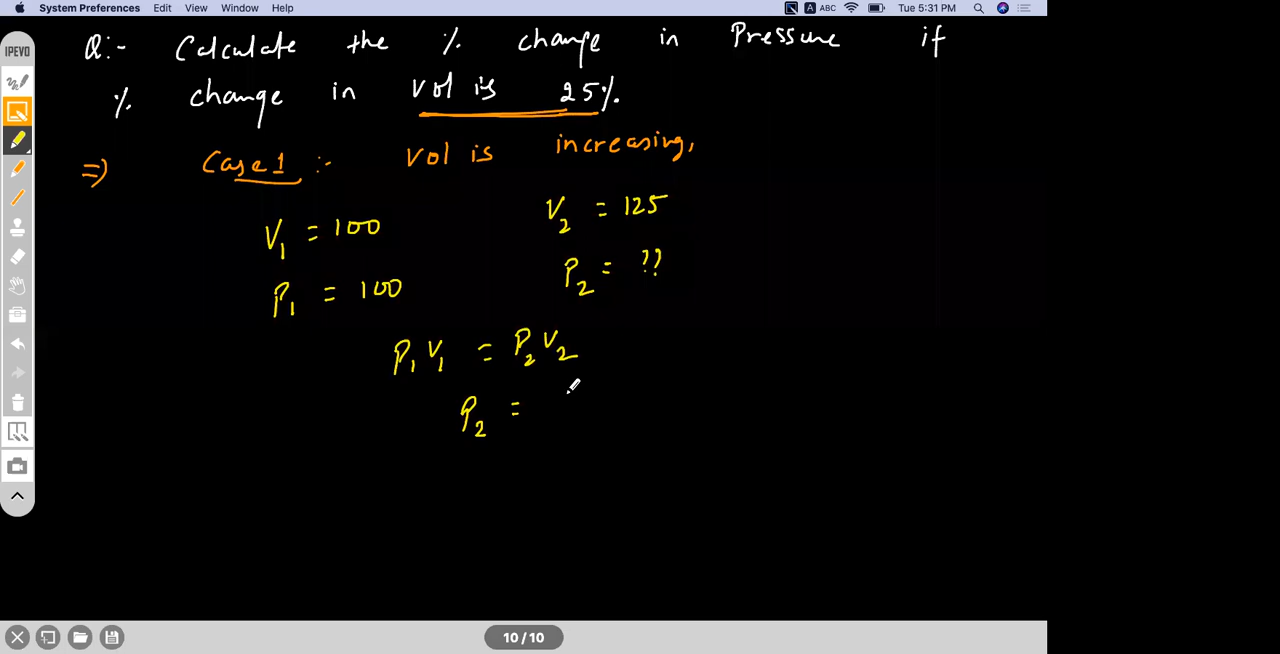 System Preferences Edit View Window Help A ABC Tue 5:31 PM
IPEVO
Q:- Calculate the % change in Pressure if
% change in vol is 25%.
=> Case 1 :- Vol is increasing,
V₁ = 100 V₂ = 125
P₁ = 100 P₂ = ??
P₁V₁ = P₂V₂
P₂ =
10/10